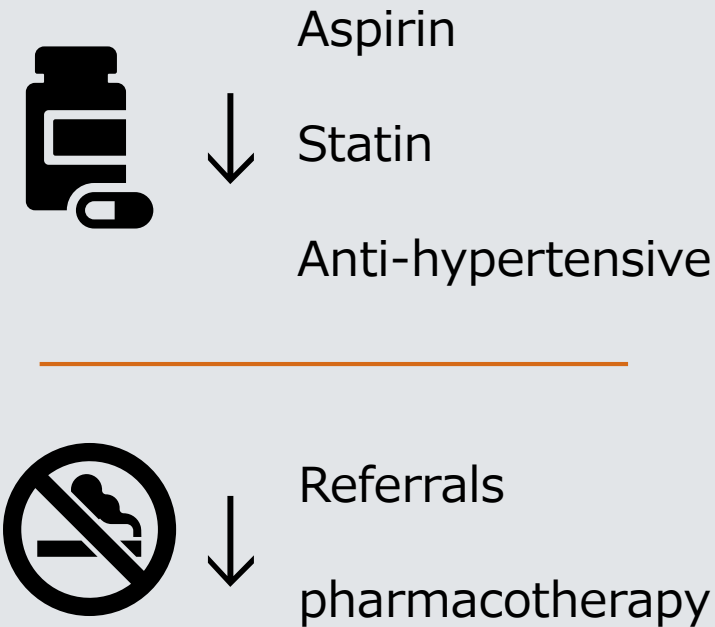 Aspirin
Statin
Anti-hypertensive
Referrals
pharmacotherapy